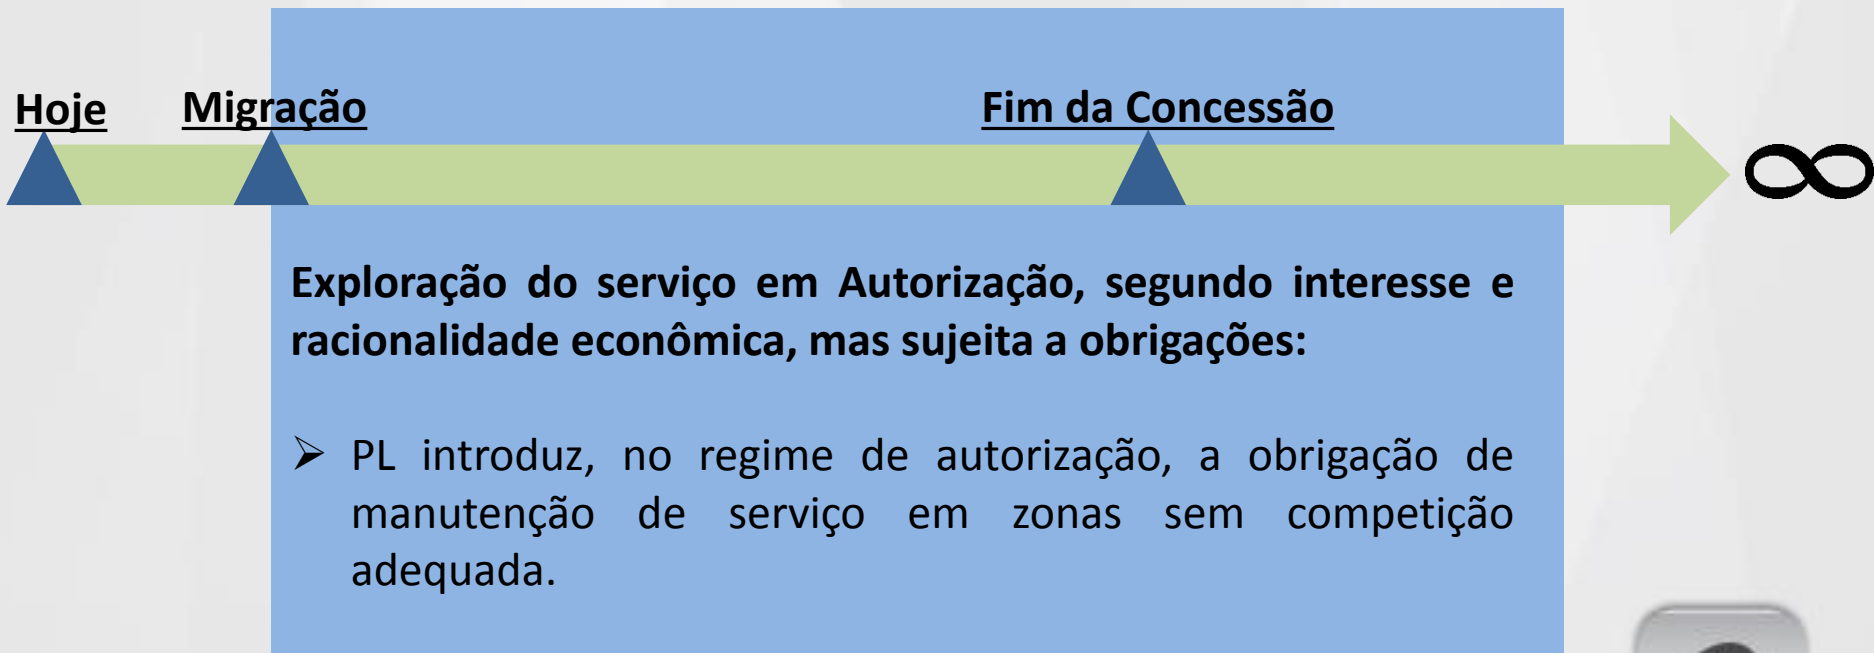 Hoje Migração Fim da Concessão
∞
Exploração do serviço em Autorização, segundo interesse e
racionalidade econômica, mas sujeita a obrigações:
➢ PL introduz, no regime de autorização, a obrigação de
manutenção de serviço em zonas sem competição
adequada.